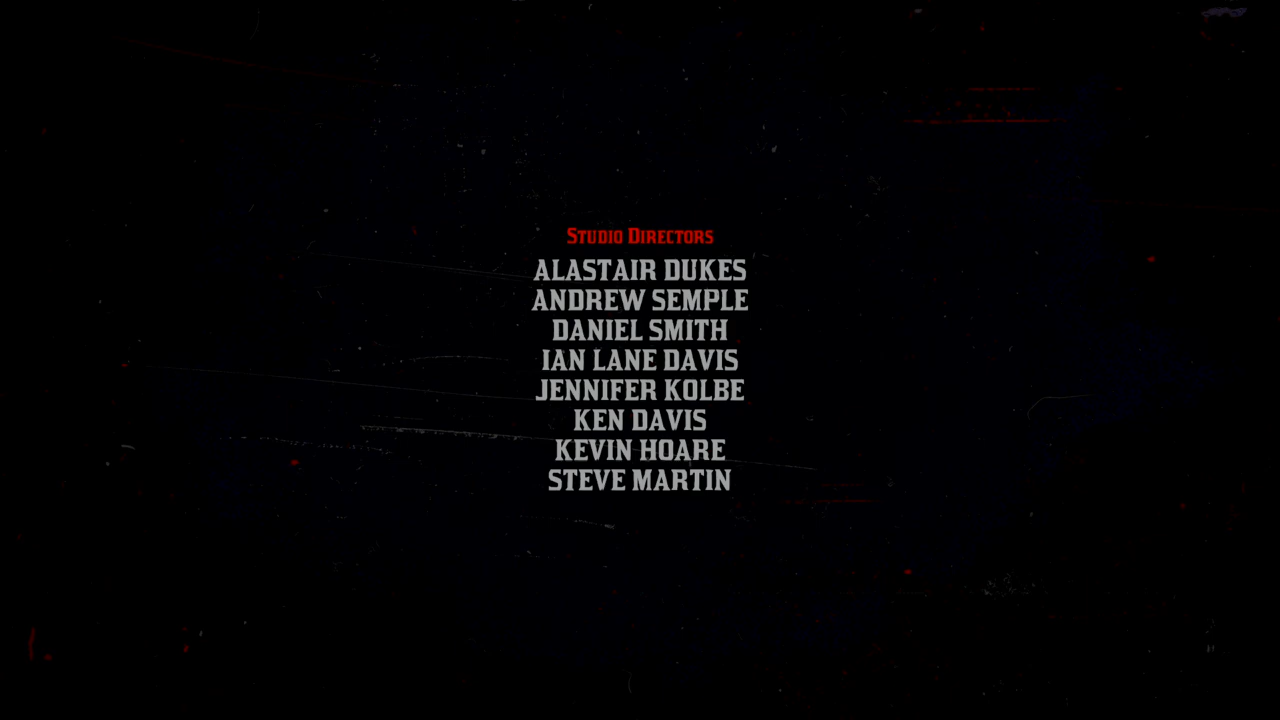 Studio Directors
ALASTAIR DUKES
ANDREW SEMPLE
DANIEL SMITH
IAN LANE DAVIS
JENNIFER KOLBE
KEN DAVIS
KEVIN HOARE
STEVE MARTIN